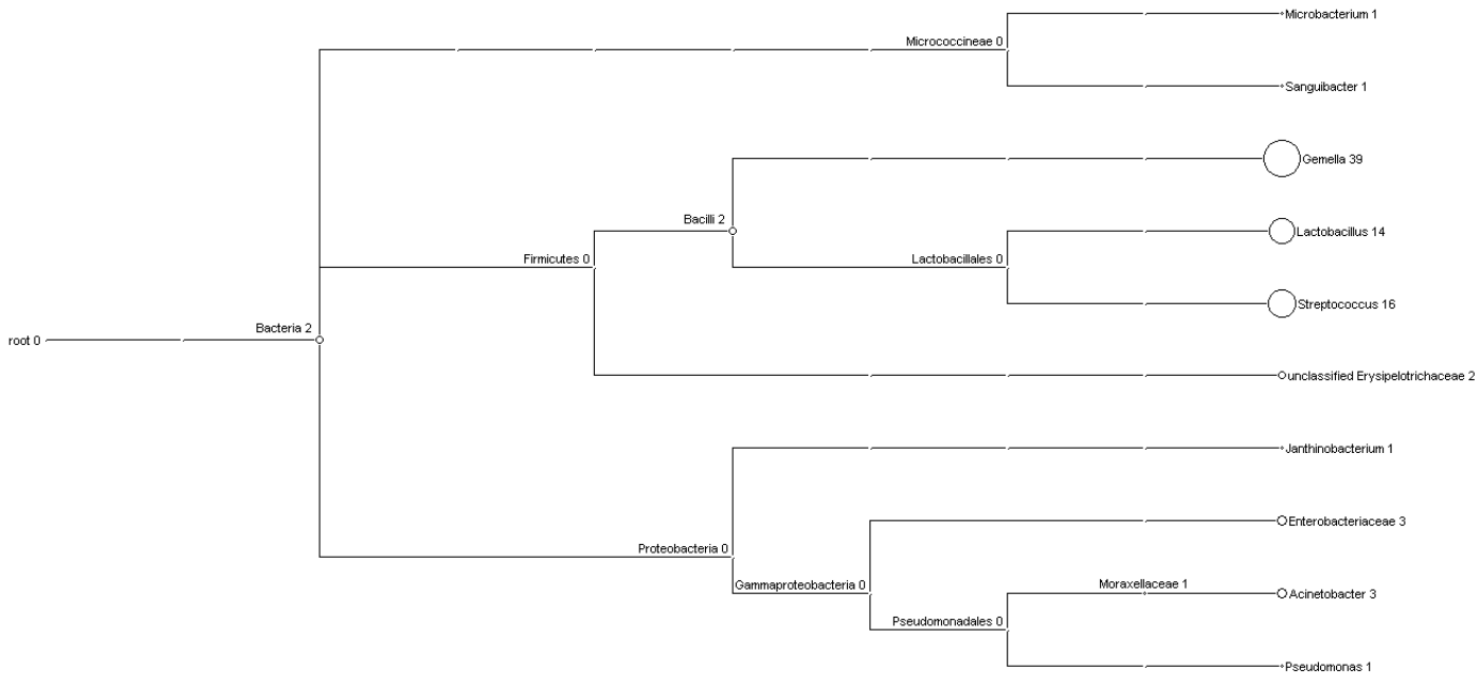 Microbacterium 1
Micrococcineae 0
Sanguibacter 1
Gemella 39
Bacilli 2
Lactobacillus 14
Firmicutes 0
Lactobacillales 0
Streptococcus 16
Bacteria 2
root 0
unclassified Erysipelotrichaceae 2
Janthinobacterium 1
Enterobacteriaceae 3
Proteobacteria 0
Gammaproteobacteria 0
Moraxellaceae 1
Acinetobacter 3
Pseudomonadales 0
Pseudomonas 1